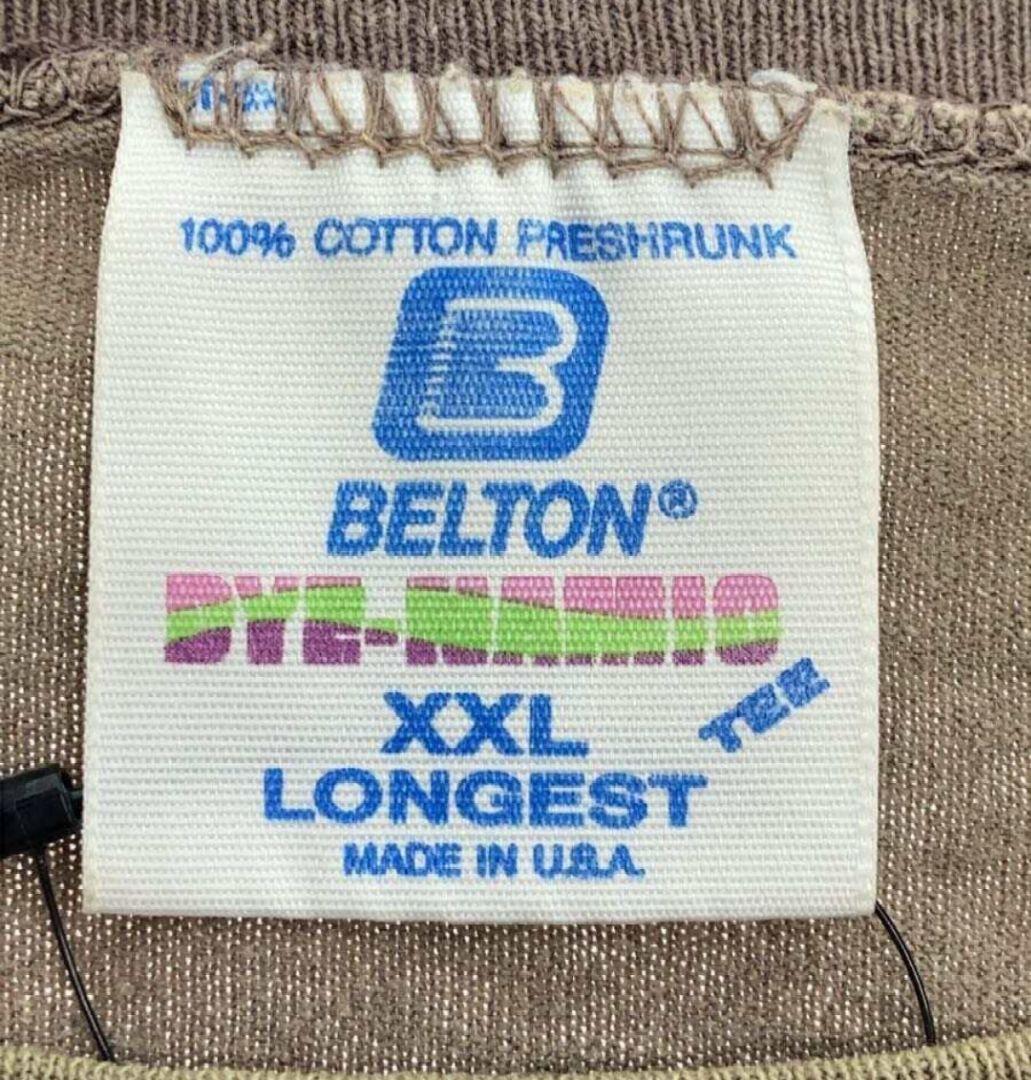 100% COTTON PRESHRUNK
B
BELTON®
DYE-NAMIC
TEE
XXL
LONGEST
MADE IN U.S.A.